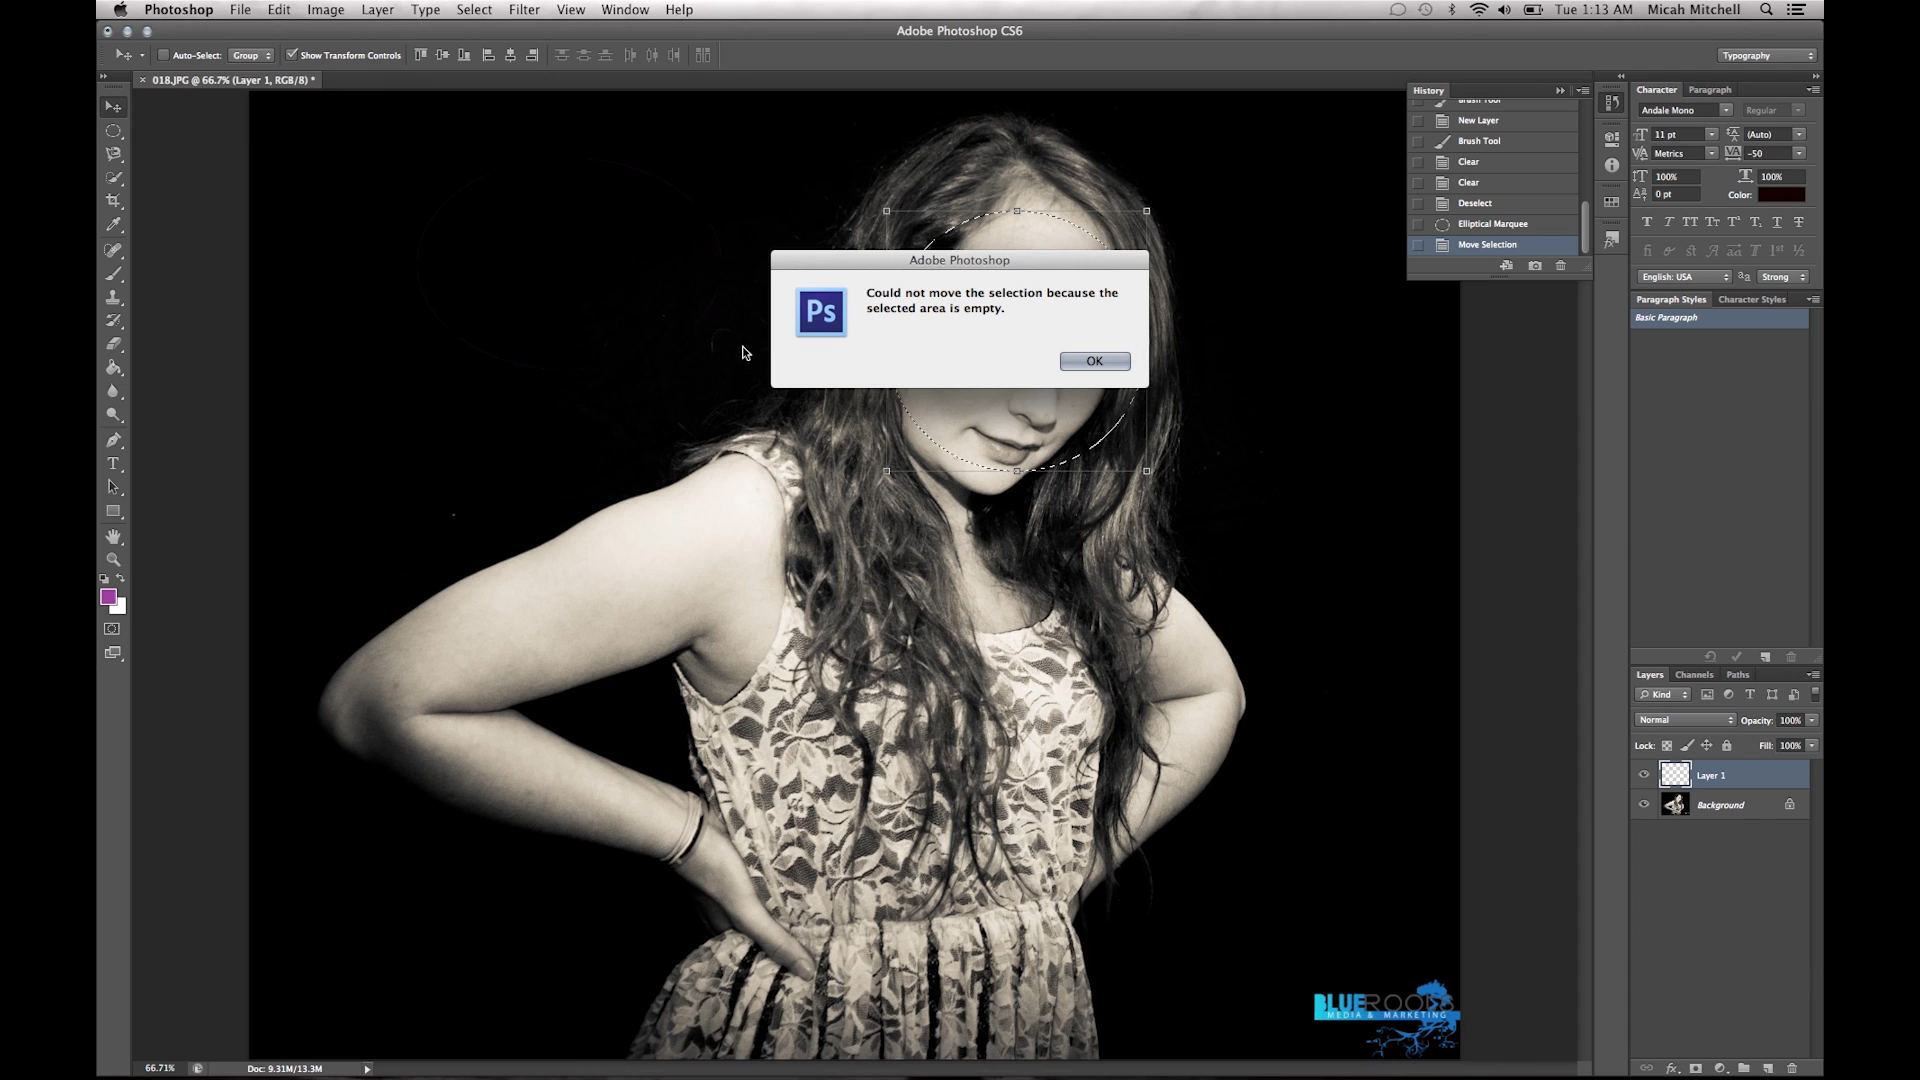 Photoshop File Edit Image Layer Type Select Filter View Window Help Tue 1:13 AM Micah Mitchell
Adobe Photoshop CS6
Auto-Select: Group Show Transform Controls Typography
018.JPG @ 66.7% (Layer 1, RGB/8) *
History
Brush Tool
New Layer
Brush Tool
Clear
Clear
Deselect
Elliptical Marquee
Move Selection
Character Paragraph
Andale Mono Regular
11 pt (Auto)
Metrics -50
100% 100%
0 pt Color:
English: USA Strong
Paragraph Styles Character Styles
Basic Paragraph
Adobe Photoshop
Ps
Could not move the selection because the
selected area is empty.
OK
Layers Channels Paths
Kind
Normal Opacity: 100%
Lock: Fill: 100%
Layer 1
Background
BLUEROOTS
MEDIA & MARKETING
66.71% Doc: 9.31M/13.3M